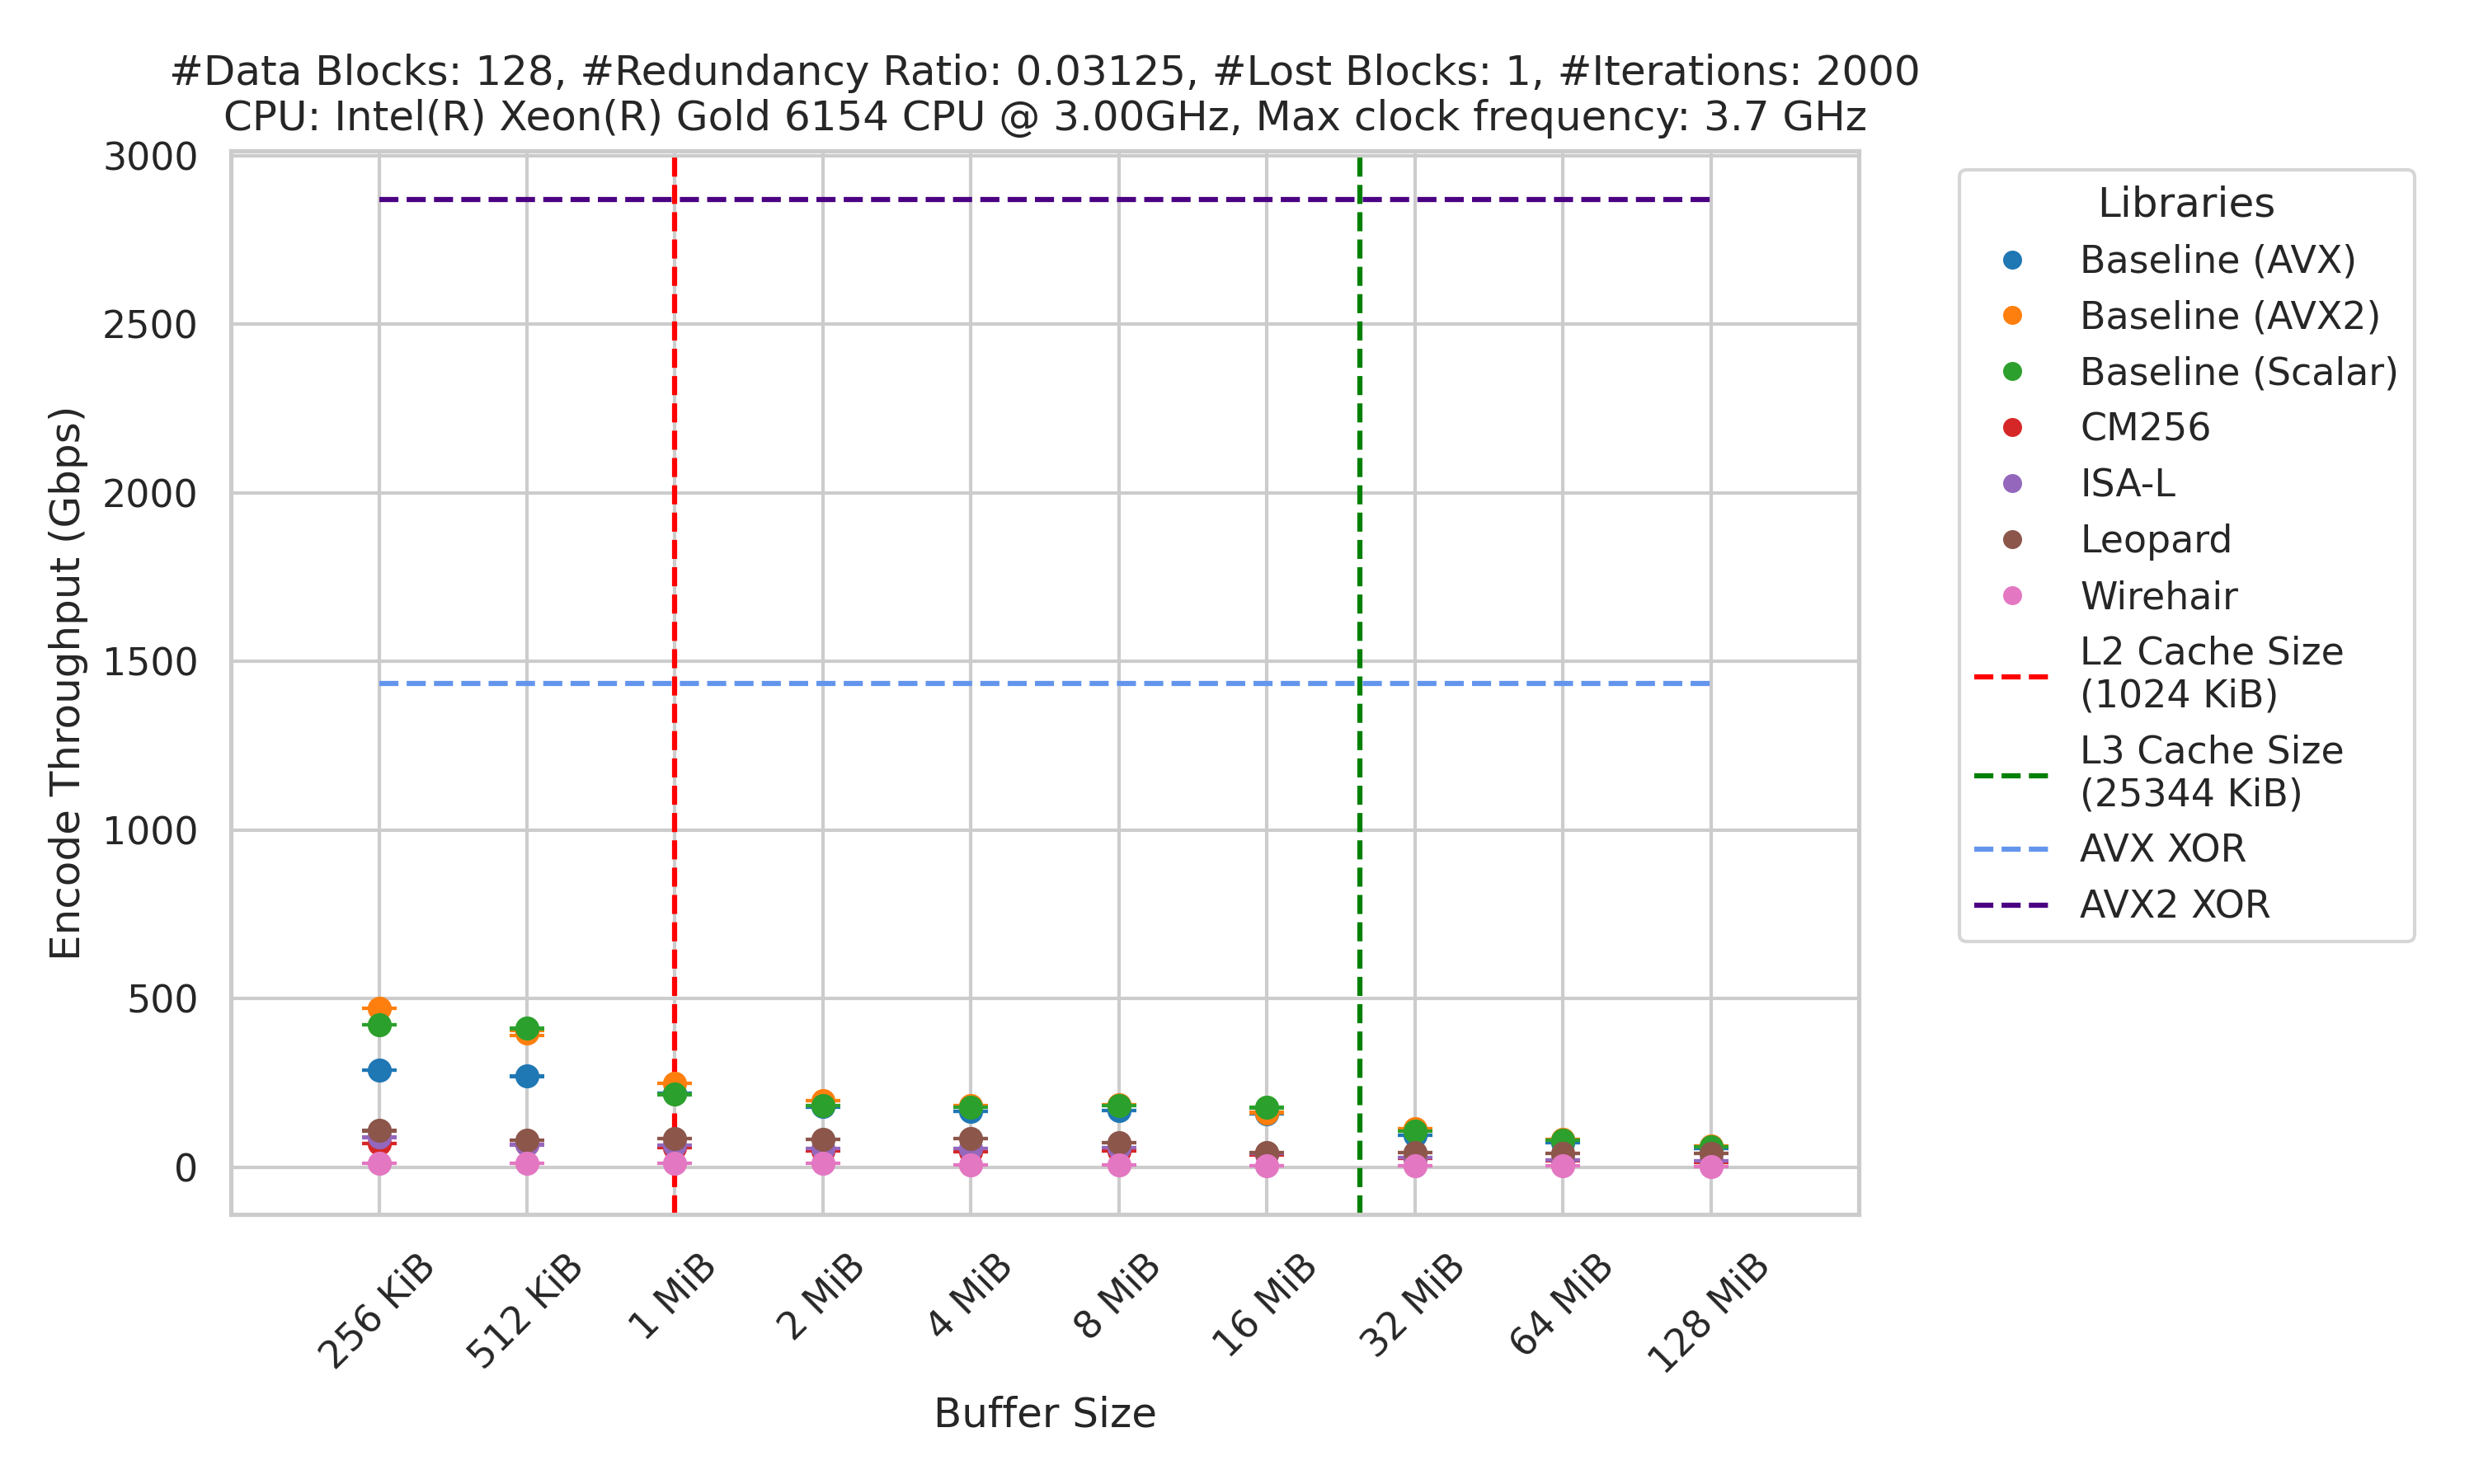 #Data Blocks: 128, #Redundancy Ratio: 0.03125, #Lost Blocks: 1, #Iterations: 2000
CPU: Intel(R) Xeon(R) Gold 6154 CPU @ 3.00GHz, Max clock frequency: 3.7 GHz
Encode Throughput (Gbps)
3000
2500
2000
1500
1000
500
0
256 KiB
512 KiB
1 MiB
2 MiB
4 MiB
8 MiB
16 MiB
32 MiB
64 MiB
128 MiB
Buffer Size
Libraries
Baseline (AVX)
Baseline (AVX2)
Baseline (Scalar)
CM256
ISA-L
Leopard
Wirehair
L2 Cache Size
(1024 KiB)
L3 Cache Size
(25344 KiB)
AVX XOR
AVX2 XOR